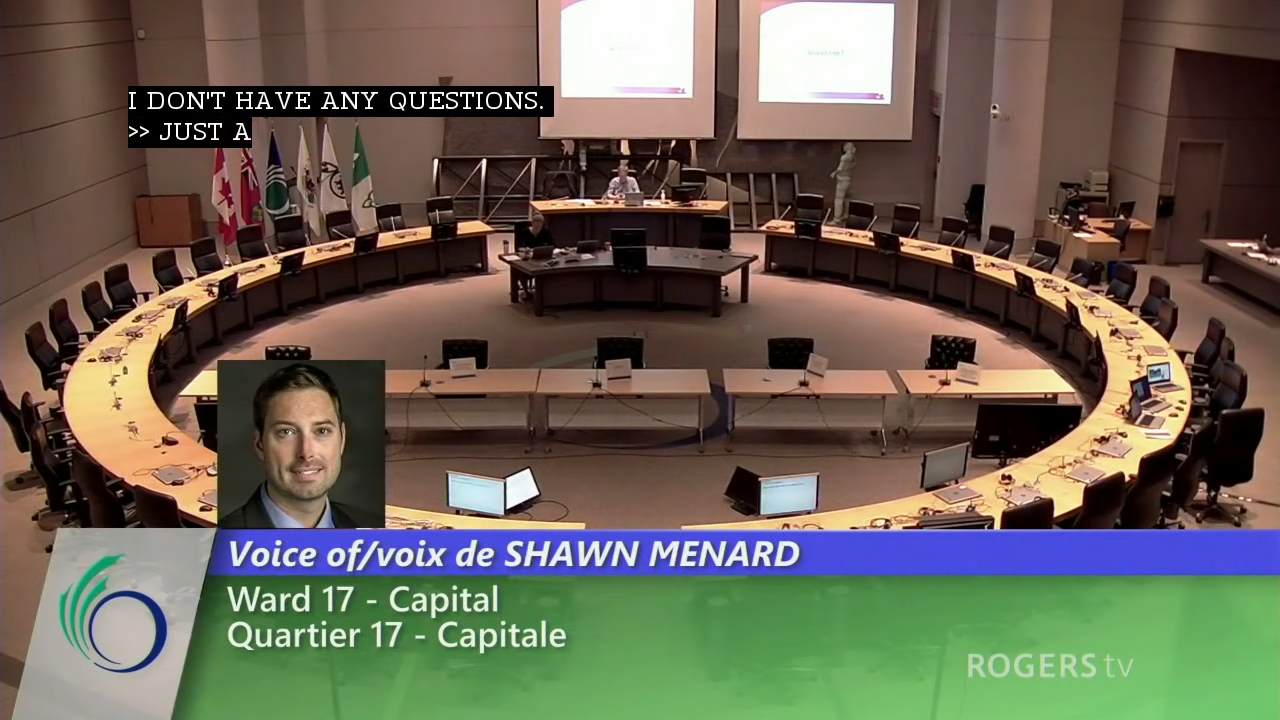 I DON'T HAVE ANY QUESTIONS.
>> JUST A
Voice of/voix de SHAWN MENARD
Ward 17 - Capital
Quartier 17 - Capitale
ROGERS tv